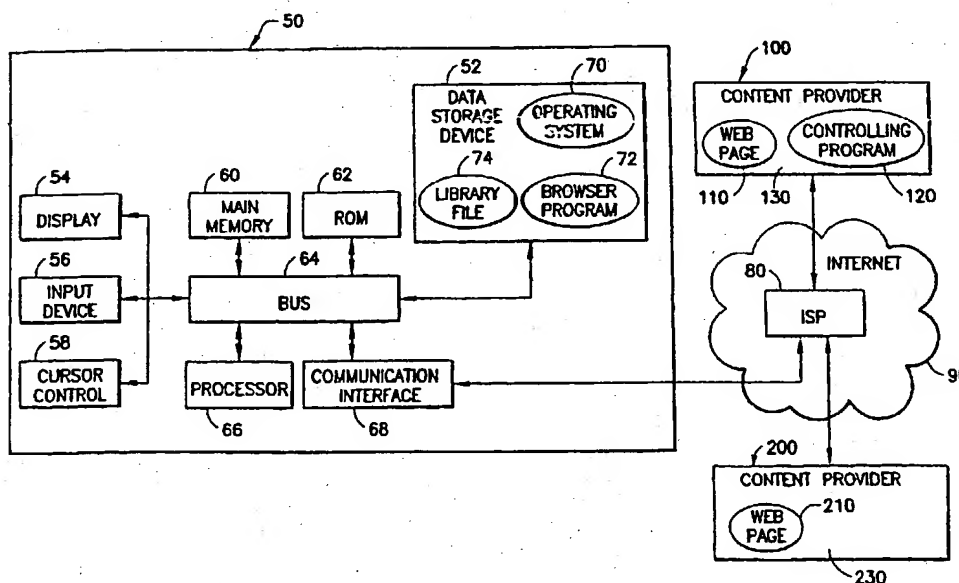 50
52
DATA
STORAGE
DEVICE
70
OPERATING
SYSTEM
74
LIBRARY
FILE
72
BROWSER
PROGRAM
54
DISPLAY
56
INPUT
DEVICE
58
CURSOR
CONTROL
60
MAIN
MEMORY
62
ROM
64
BUS
PROCESSOR
66
COMMUNICATION
INTERFACE
68
100
CONTENT PROVIDER
WEB
PAGE
CONTROLLING
PROGRAM
110
130
120
INTERNET
80
ISP
200
CONTENT PROVIDER
WEB
PAGE
210
230